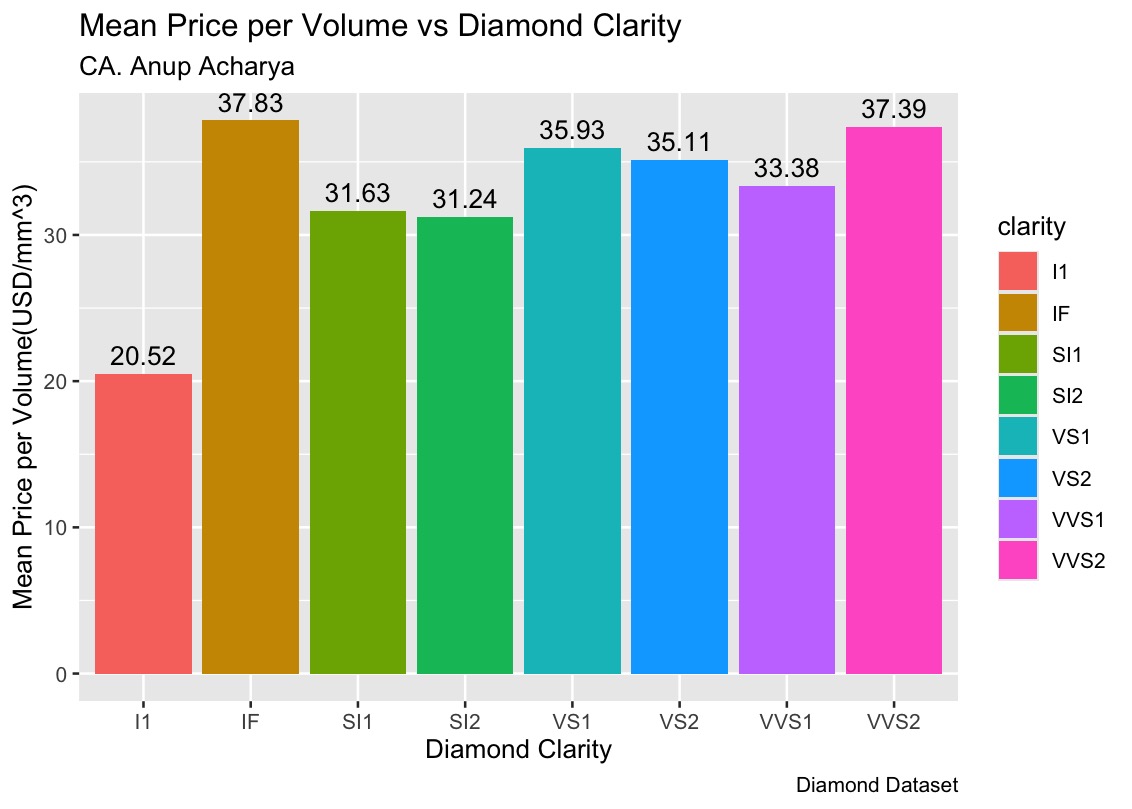 Mean Price per Volume vs Diamond Clarity
CA. Anup Acharya
Mean Price per Volume(USD/mm^3)
30
20
10
0
20.52
37.83
31.63
31.24
35.93
35.11
33.38
37.39
I1 IF SI1 SI2 VS1 VS2 VVS1 VVS2
Diamond Clarity
clarity
I1
IF
SI1
SI2
VS1
VS2
VVS1
VVS2
Diamond Dataset